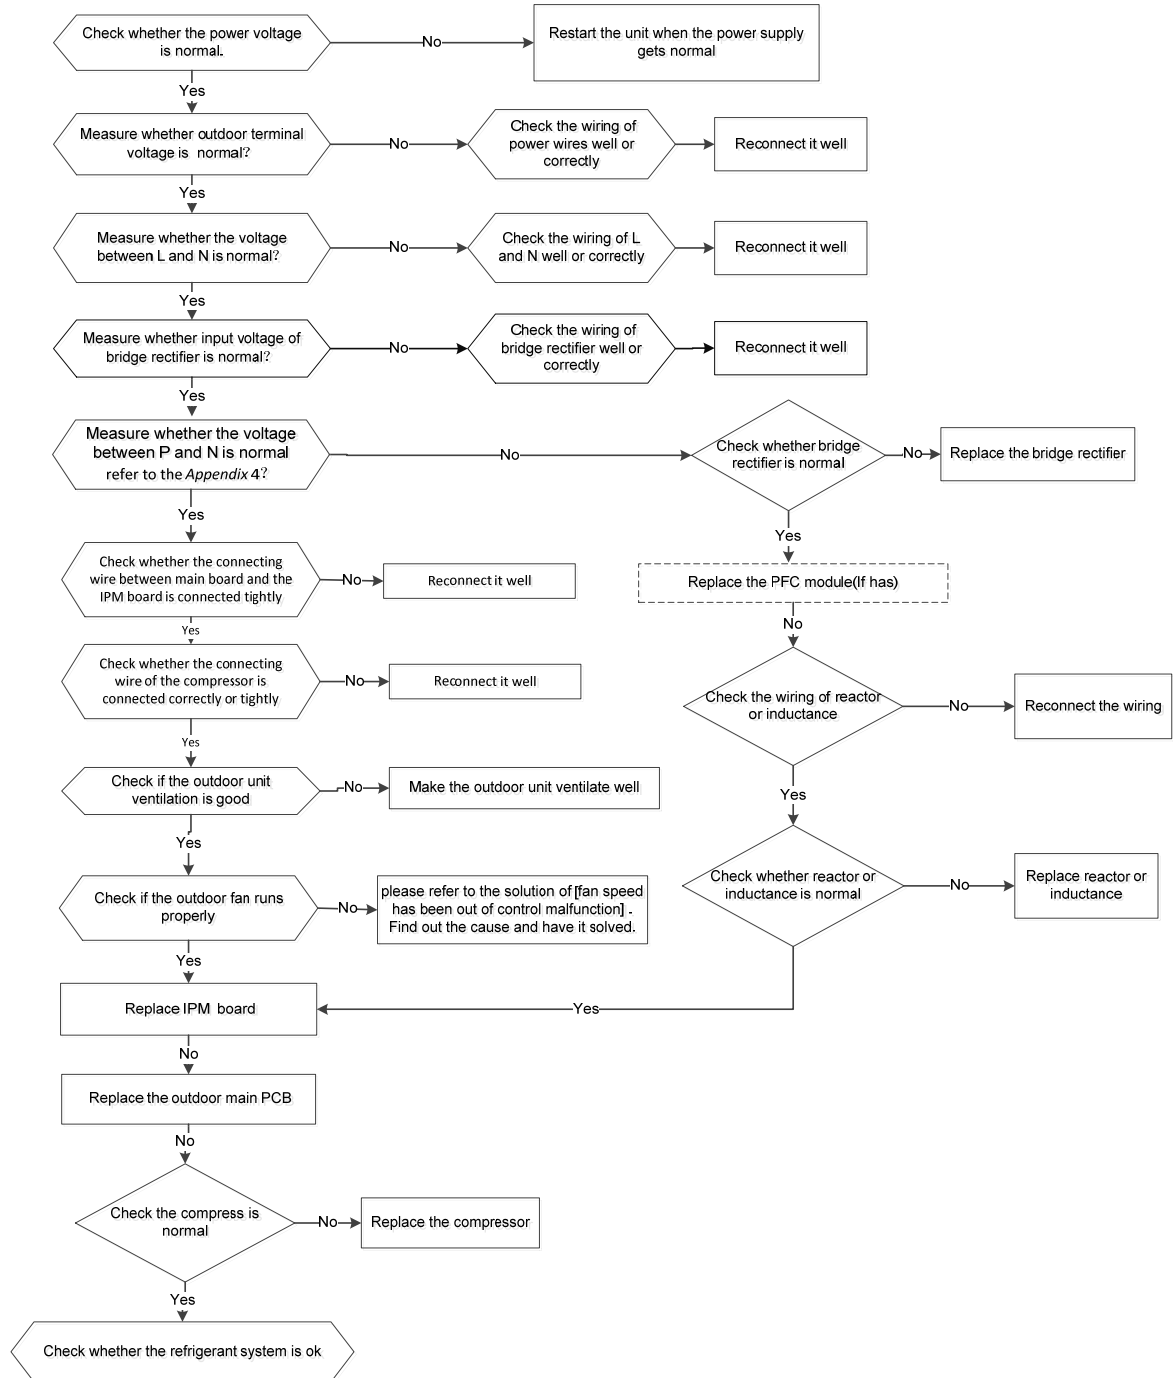 Check whether the power voltage
is normal.
No
Restart the unit when the power supply
gets normal
Yes
Measure whether outdoor terminal
voltage is normal?
No
Check the wiring of
power wires well or
correctly
Reconnect it well
Yes
Measure whether the voltage
between L and N is normal?
No
Check the wiring of L
and N well or correctly
Reconnect it well
Yes
Measure whether input voltage of
bridge rectifier is normal?
No
Check the wiring of
bridge rectifier well or
correctly
Reconnect it well
Yes
Measure whether the voltage
between P and N is normal
refer to the Appendix 4?
No
Check whether bridge
rectifier is normal
No
Replace the bridge rectifier
Yes
Yes
Check whether the connecting
wire between main board and the
IPM board is connected tightly
No
Reconnect it well
Replace the PFC module(If has)
No
Yes
Check whether the connecting
wire of the compressor is
connected correctly or tightly
No
Reconnect it well
Check the wiring of reactor
or inductance
No
Reconnect the wiring
Yes
Check if the outdoor unit
ventilation is good
No
Make the outdoor unit ventilate well
Yes
Yes
Check if the outdoor fan runs
properly
No
please refer to the solution of[fan speed
has been out of control malfunction] .
Find out the cause and have it solved.
Check whether reactor or
inductance is normal
No
Replace reactor or
inductance
Yes
Replace IPM board
Yes
No
Replace the outdoor main PCB
No
Check the compress is
normal
No
Replace the compressor
Yes
Check whether the refrigerant system is ok